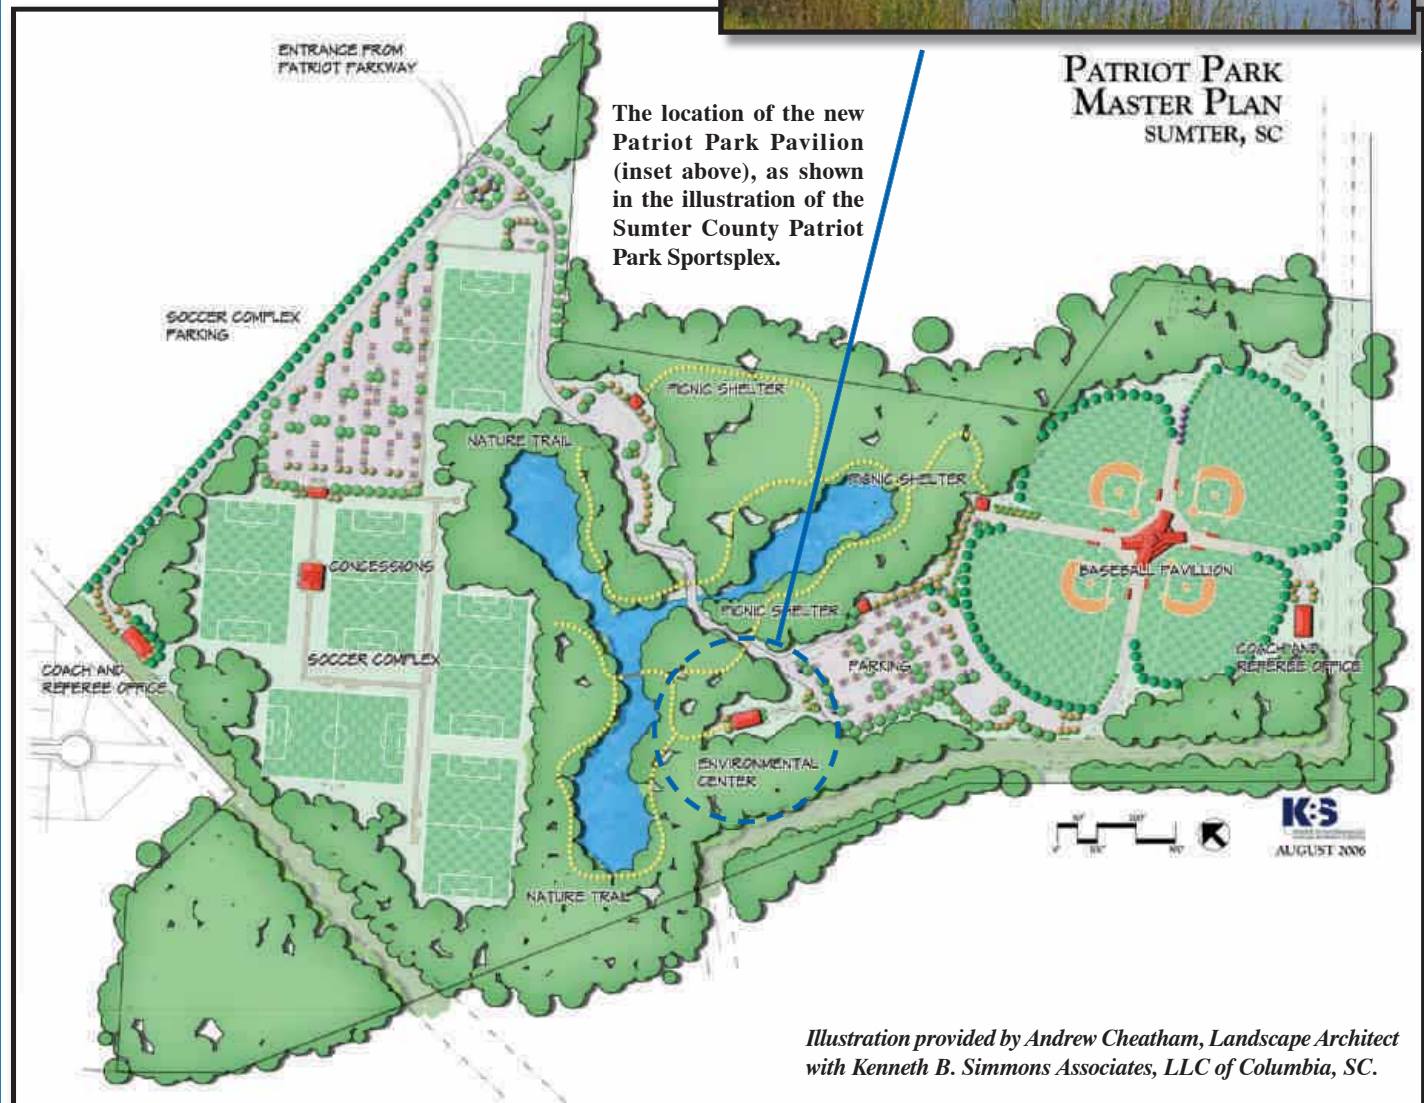 PATRIOT PARK
MASTER PLAN
SUMTER, SC
ENTRANCE FROM
PATRIOT PARKWAY
The location of the new
Patriot Park Pavilion
(inset above), as shown
in the illustration of the
Sumter County Patriot
Park Sportsplex.
SOCCER COMPLEX
PARKING
PICNIC SHELTER
NATURE TRAIL
PICNIC SHELTER
CONCESSIONS
BASEBALL PAVILLION
PICNIC SHELTER
SOCCER COMPLEX
COACH AND
REFEREE OFFICE
PARKING
COACH AND
REFEREE OFFICE
ENVIRONMENTAL
CENTER
NATURE TRAIL
KBS
AUGUST 2006
Illustration provided by Andrew Cheatham, Landscape Architect
with Kenneth B. Simmons Associates, LLC of Columbia, SC.